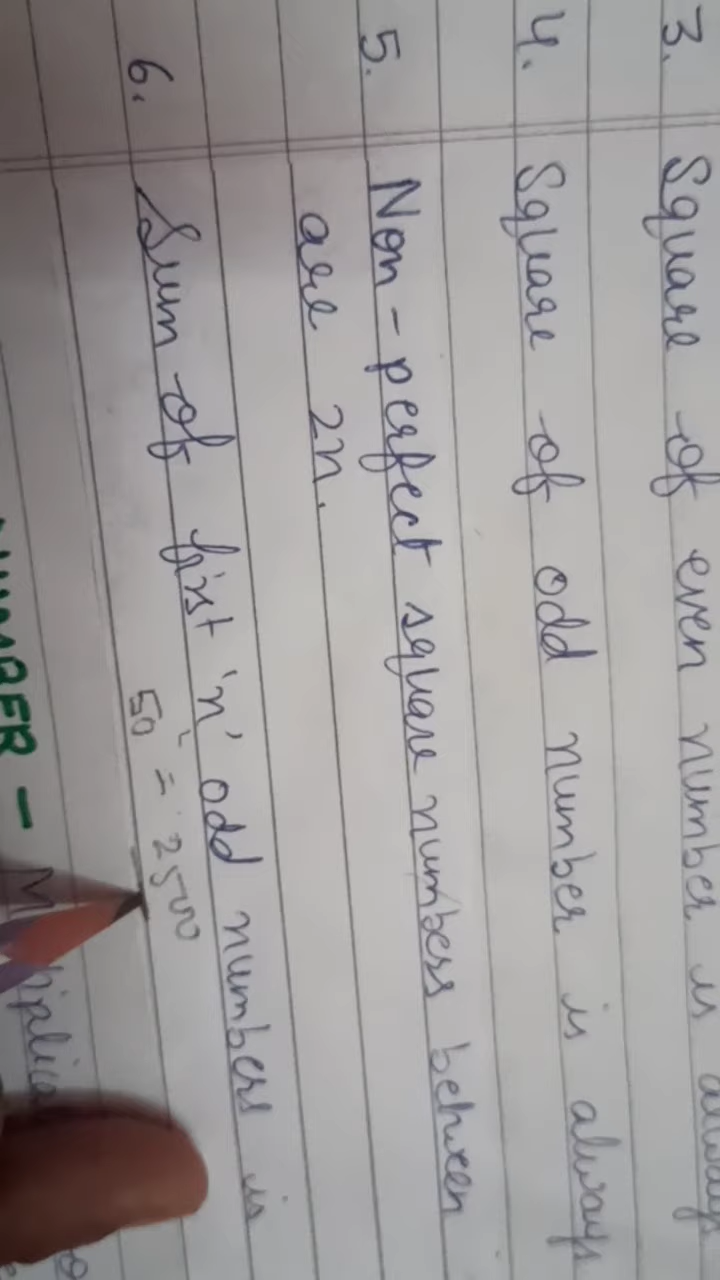 3. Square of even number is always
4. Square of odd number is always
5. Non-perfect square numbers between
are 2n.
6. Sum of first 'n' odd numbers is
50² = 2500
NUMBER -